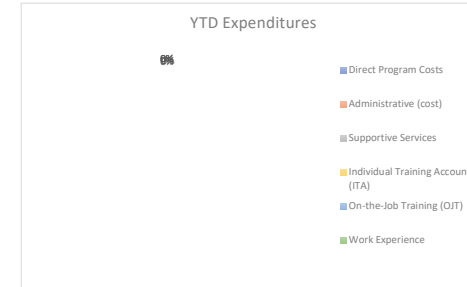 YTD Expenditures
0%
Direct Program Costs
Administrative (cost)
Supportive Services
Individual Training Accoun
(ITA)
On-the-Job Training (OJT)
Work Experience